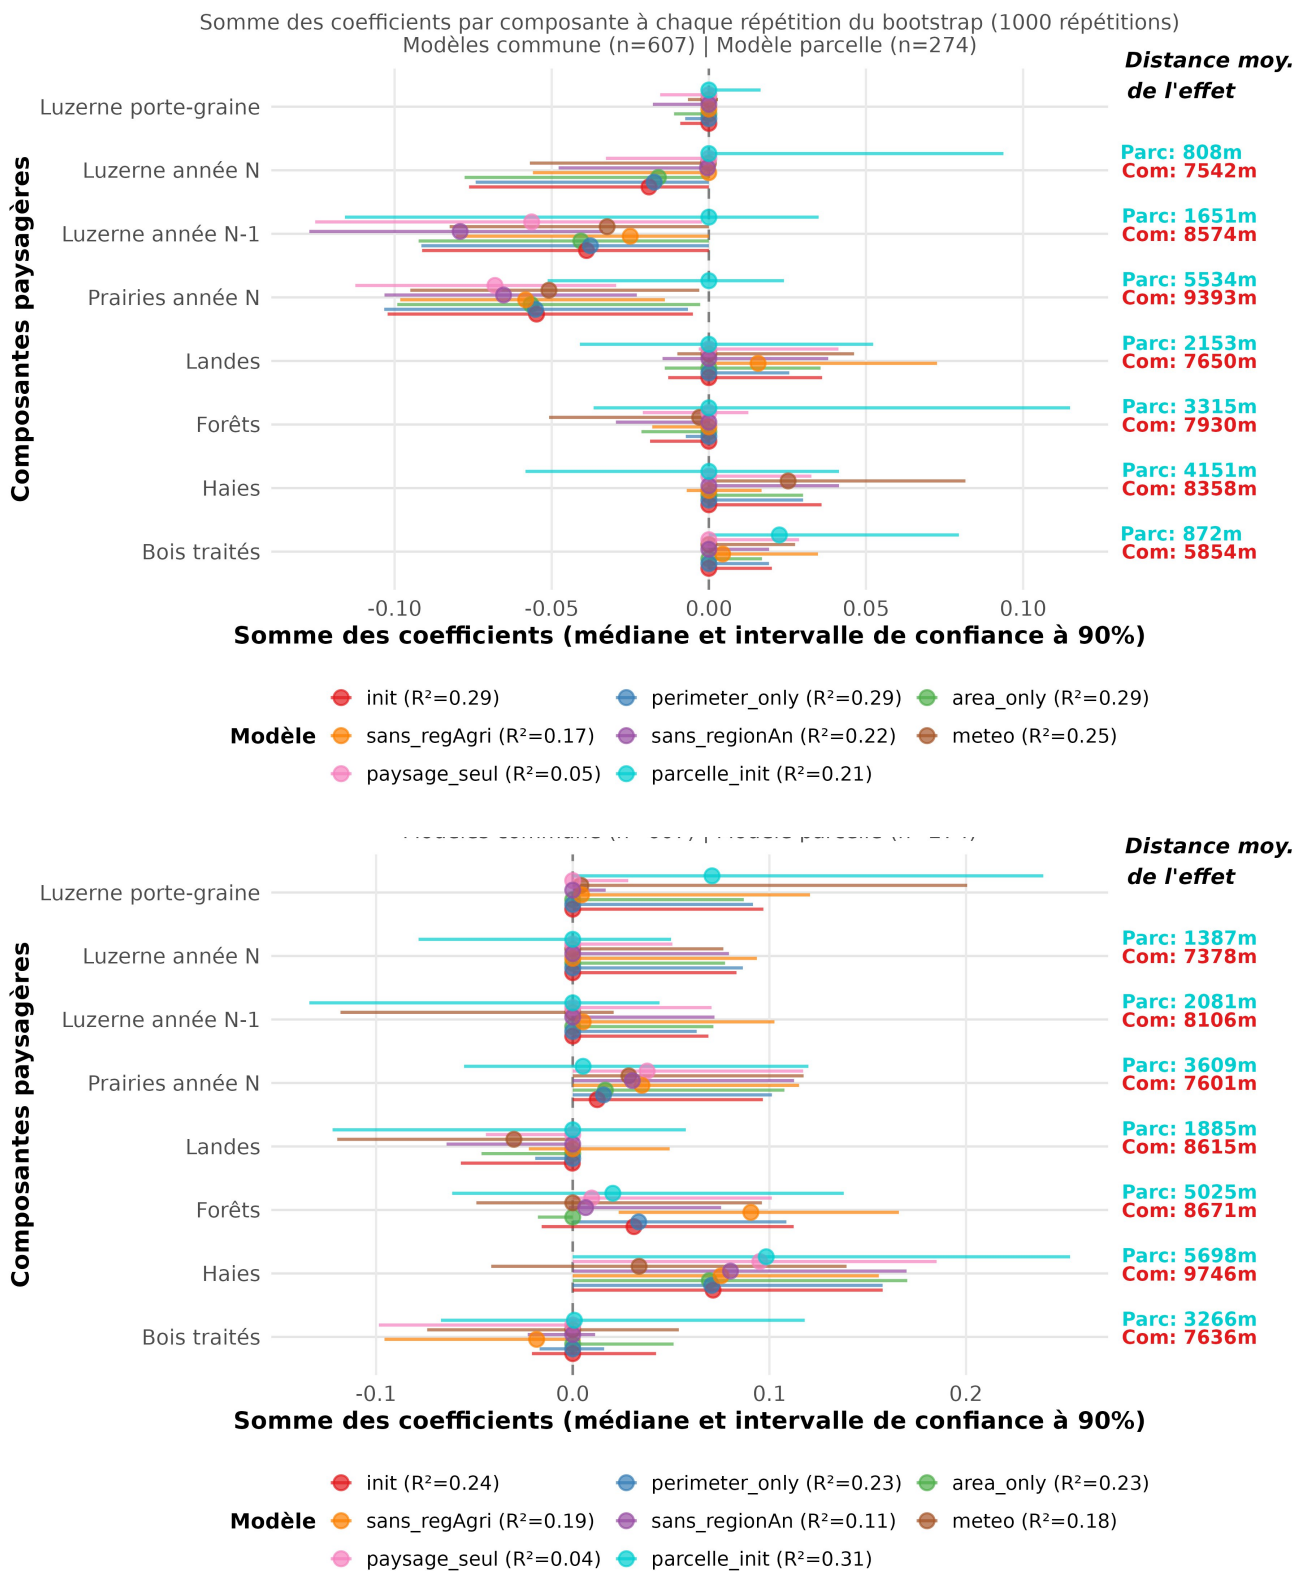 Somme des coefficients par composante à chaque répétition du bootstrap (1000 répétitions)
Modèles commune (n=607) | Modèle parcelle (n=274)
Distance moy.
de l'effet
Composantes paysagères
Luzerne porte-graine
Luzerne année N
Parc: 808m
Com: 7542m
Luzerne année N-1
Parc: 1651m
Com: 8574m
Prairies année N
Parc: 5534m
Com: 9393m
Landes
Parc: 2153m
Com: 7650m
Forêts
Parc: 3315m
Com: 7930m
Haies
Parc: 4151m
Com: 8358m
Bois traités
Parc: 872m
Com: 5854m
-0.10 -0.05 0.00 0.05 0.10
Somme des coefficients (médiane et intervalle de confiance à 90%)
Modèle
init (R²=0.29) perimeter_only (R²=0.29) area_only (R²=0.29)
sans_regAgri (R²=0.17) sans_regionAn (R²=0.22) meteo (R²=0.25)
paysage_seul (R²=0.05) parcelle_init (R²=0.21)
Distance moy.
de l'effet
Composantes paysagères
Luzerne porte-graine
Luzerne année N
Parc: 1387m
Com: 7378m
Luzerne année N-1
Parc: 2081m
Com: 8106m
Prairies année N
Parc: 3609m
Com: 7601m
Landes
Parc: 1885m
Com: 8615m
Forêts
Parc: 5025m
Com: 8671m
Haies
Parc: 5698m
Com: 9746m
Bois traités
Parc: 3266m
Com: 7636m
-0.1 0.0 0.1 0.2
Somme des coefficients (médiane et intervalle de confiance à 90%)
Modèle
init (R²=0.24) perimeter_only (R²=0.23) area_only (R²=0.23)
sans_regAgri (R²=0.19) sans_regionAn (R²=0.11) meteo (R²=0.18)
paysage_seul (R²=0.04) parcelle_init (R²=0.31)